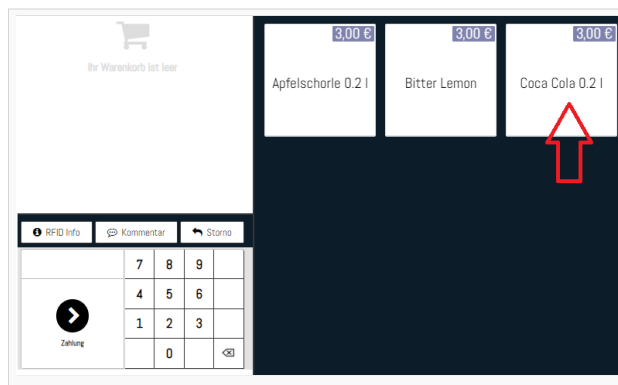 Ihr Warenkorb ist leer
3,00 €
3,00 €
3,00 €
Apfelschorle 0.2 l
Bitter Lemon
Coca Cola 0.2 l
RFID Info
Kommentar
Storno
7 8 9
4 5 6
1 2 3
Zahlung
0